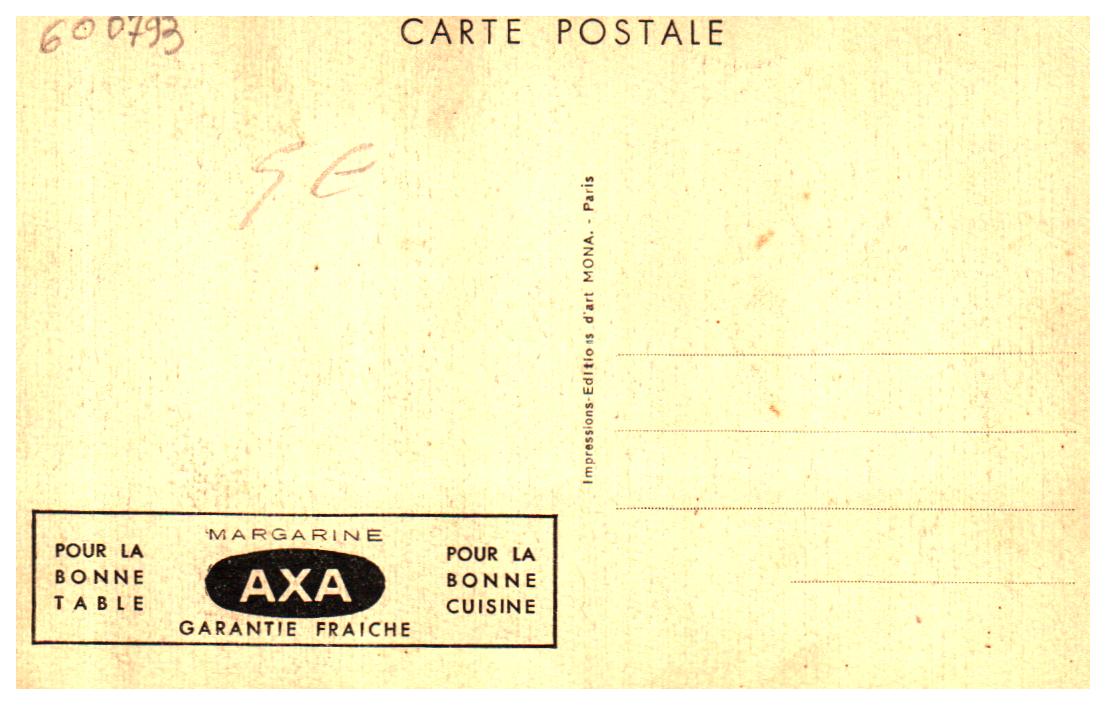 600793
CARTE POSTALE
5 €
Impressions-Editions d'art MONA. - Paris
MARGARINE
POUR LA
BONNE
TABLE
AXA
POUR LA
BONNE
CUISINE
GARANTIE FRAICHE